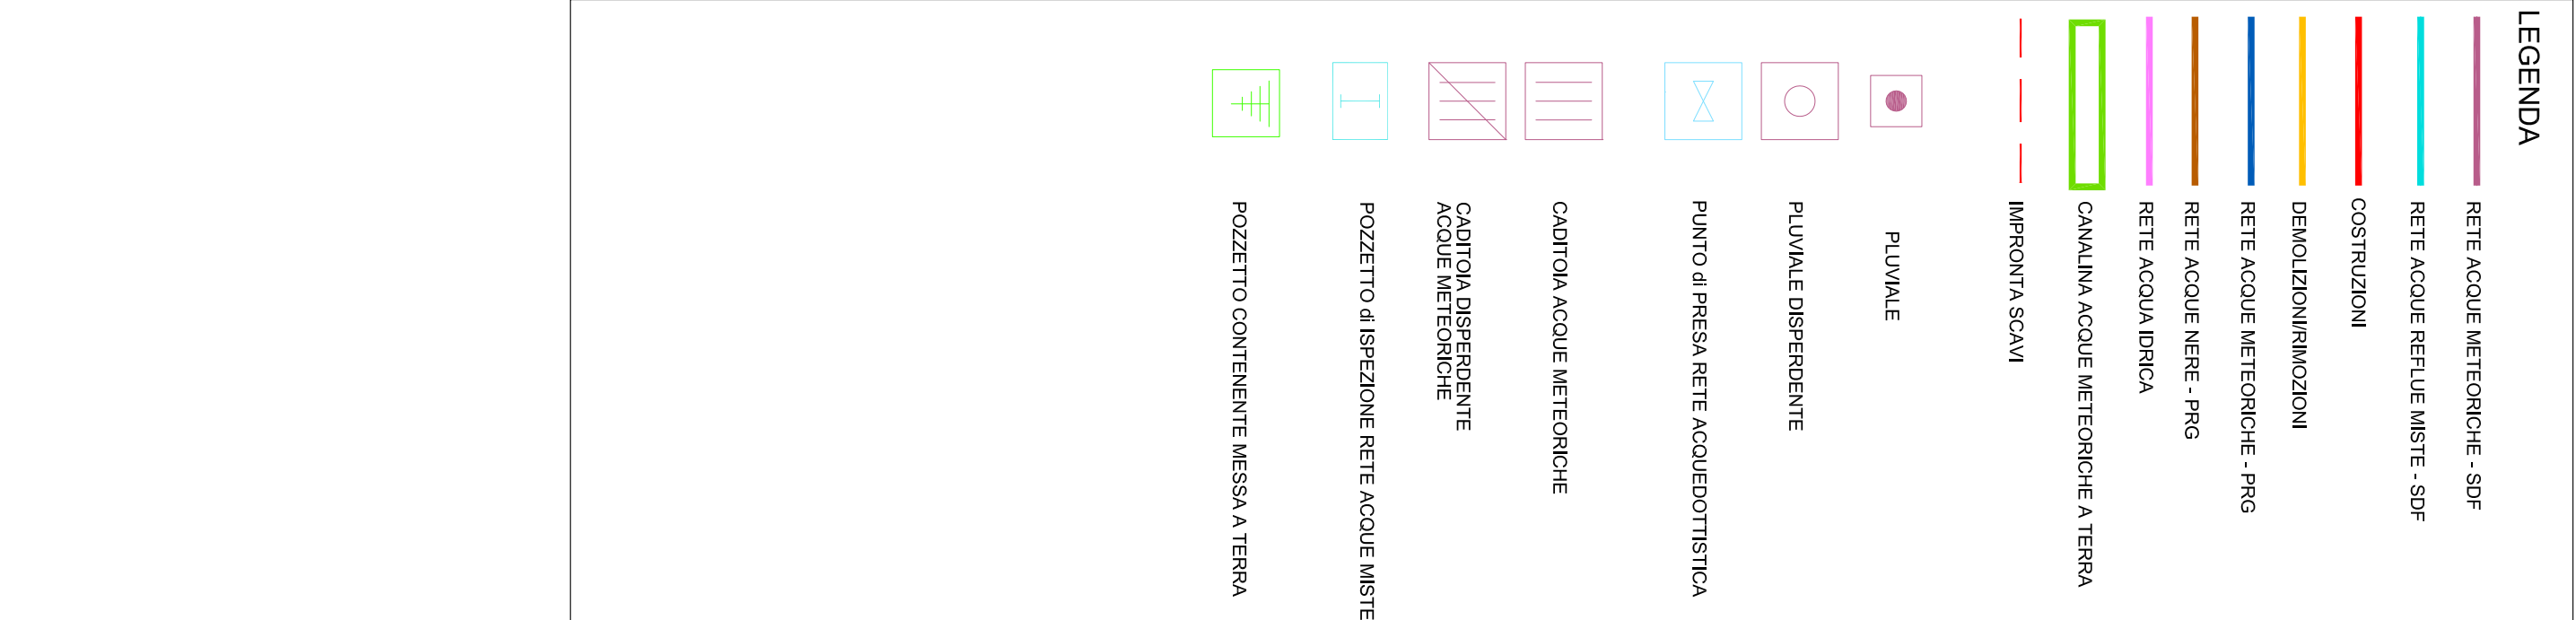 LEGENDA
RETE ACQUE METEORICHE - SDF
RETE ACQUE REFLUE MISTE - SDF
COSTRUZIONI
DEMOLIZIONI/RIMOZIONI
RETE ACQUE METEORICHE - PRG
RETE ACQUE NERE - PRG
RETE ACQUA IDRICA
CANALINA ACQUE METEORICHE A TERRA
IMPRONTA SCAVI
PLUVIALE
PLUVIALE DISPERDENTE
PUNTO di PRESA RETE ACQUEDOTTISTICA
CADITOIA ACQUE METEORICHE
CADITOIA DISPERDENTE
ACQUE METEORICHE
POZZETTO di ISPEZIONE RETE ACQUE MISTE
POZZETTO CONTENENTE MESSA A TERRA